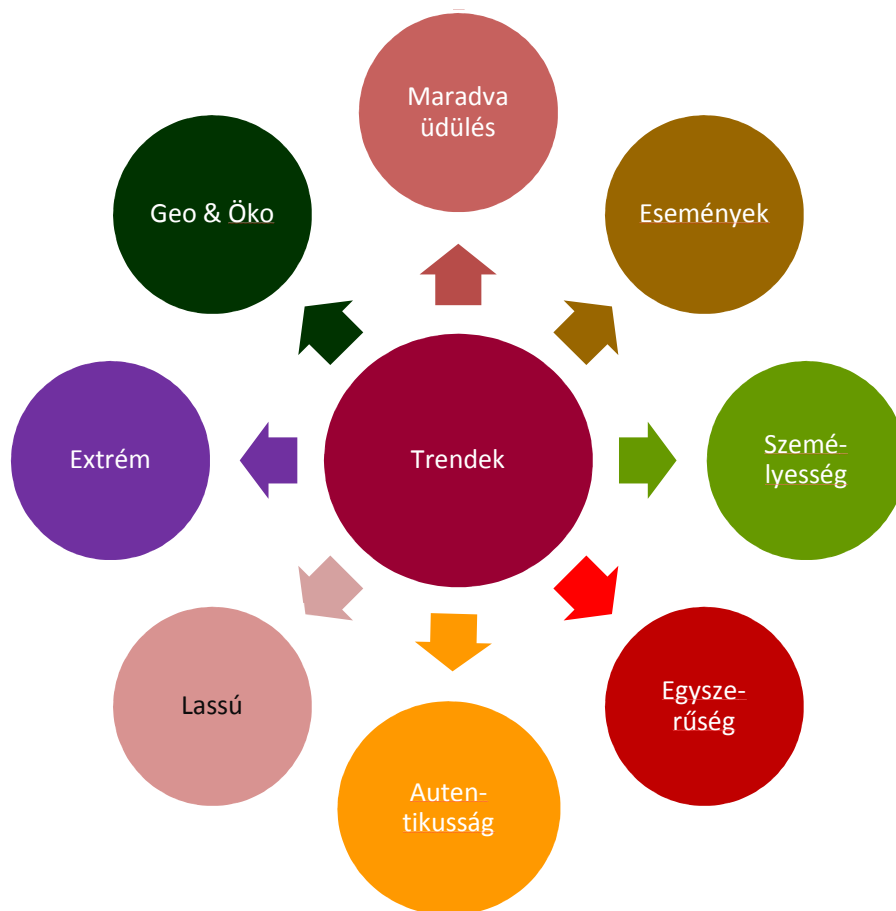 Maradva
üdülés
Geo & Öko
Események
Extrém
Trendek
Szemé-
lyesség
Lassú
Egysze-
rűség
Auten-
tikusság